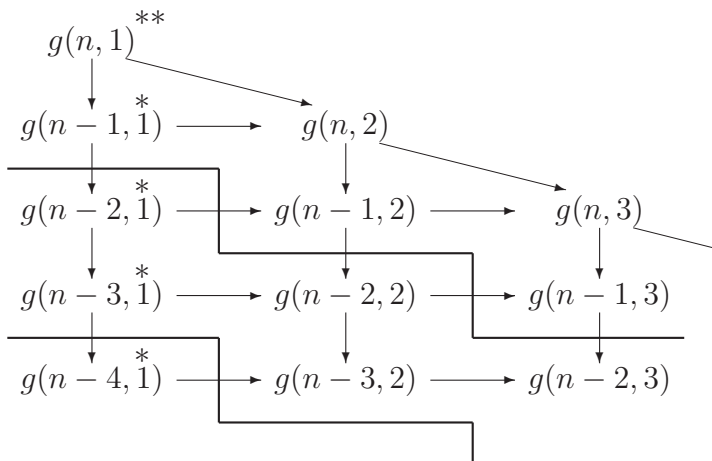 g(n, 1)**
g(n − 1, 1)* g(n, 2)
g(n − 2, 1)* g(n − 1, 2) g(n, 3)
g(n − 3, 1)* g(n − 2, 2) g(n − 1, 3)
g(n − 4, 1)* g(n − 3, 2) g(n − 2, 3)